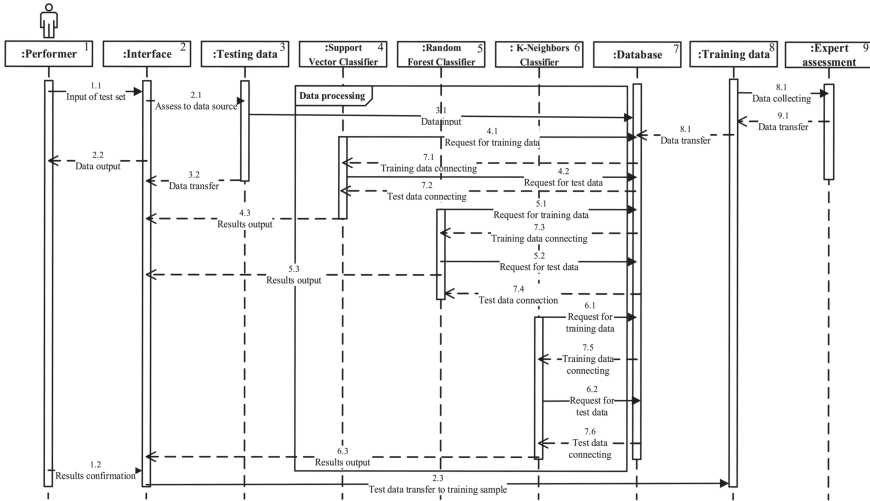 :Performer 1
:Interface 2
:Testing data 3
:Support 4
Vector Classifier
:Random 5
Forest Classifier
: K-Neighbors 6
Classifier
:Database 7
:Training data 8
:Expert 9
assessment
Data processing
1.1
Input of test set
2.1
Assess to data source
8.1
Data collecting
3.1
Data input
9.1
Data transfer
4.1
Request for training data
8.1
Data transfer
2.2
Data output
7.1
Training data connecting
3.2
Data transfer
4.2
Request for test data
7.2
Test data connecting
4.3
Results output
5.1
Request for training data
7.3
Training data connecting
5.2
Request for test data
5.3
Results output
7.4
Test data connection
6.1
Request for
training data
7.5
Training data
connecting
6.2
Request for
test data
7.6
Test data
connecting
6.3
Results output
1.2
Results confirmation
2.3
Test data transfer to training sample